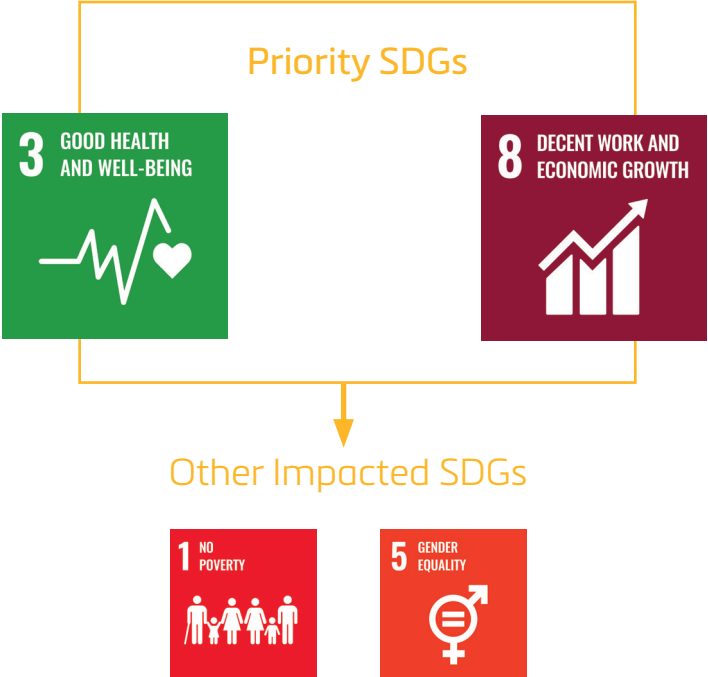 Priority SDGs
3
GOOD HEALTH
AND WELL-BEING
8
DECENT WORK AND
ECONOMIC GROWTH
Other Impacted SDGs
1
NO
POVERTY
5
GENDER
EQUALITY